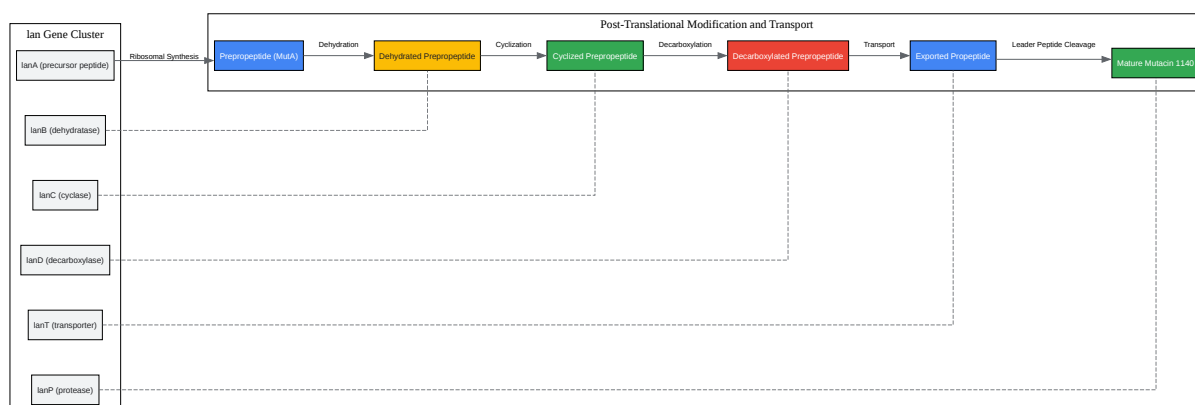 lan Gene Cluster
Post-Translational Modification and Transport
lanA (precursor peptide)
Ribosomal Synthesis
Prepropeptide (MutA)
Dehydration
Dehydrated Prepropeptide
Cyclization
Cyclized Prepropeptide
Decarboxylation
Decarboxylated Prepropeptide
Transport
Exported Propeptide
Leader Peptide Cleavage
Mature Mutacin 1140
lanB (dehydratase)
lanC (cyclase)
lanD (decarboxylase)
lanT (transporter)
lanP (protease)